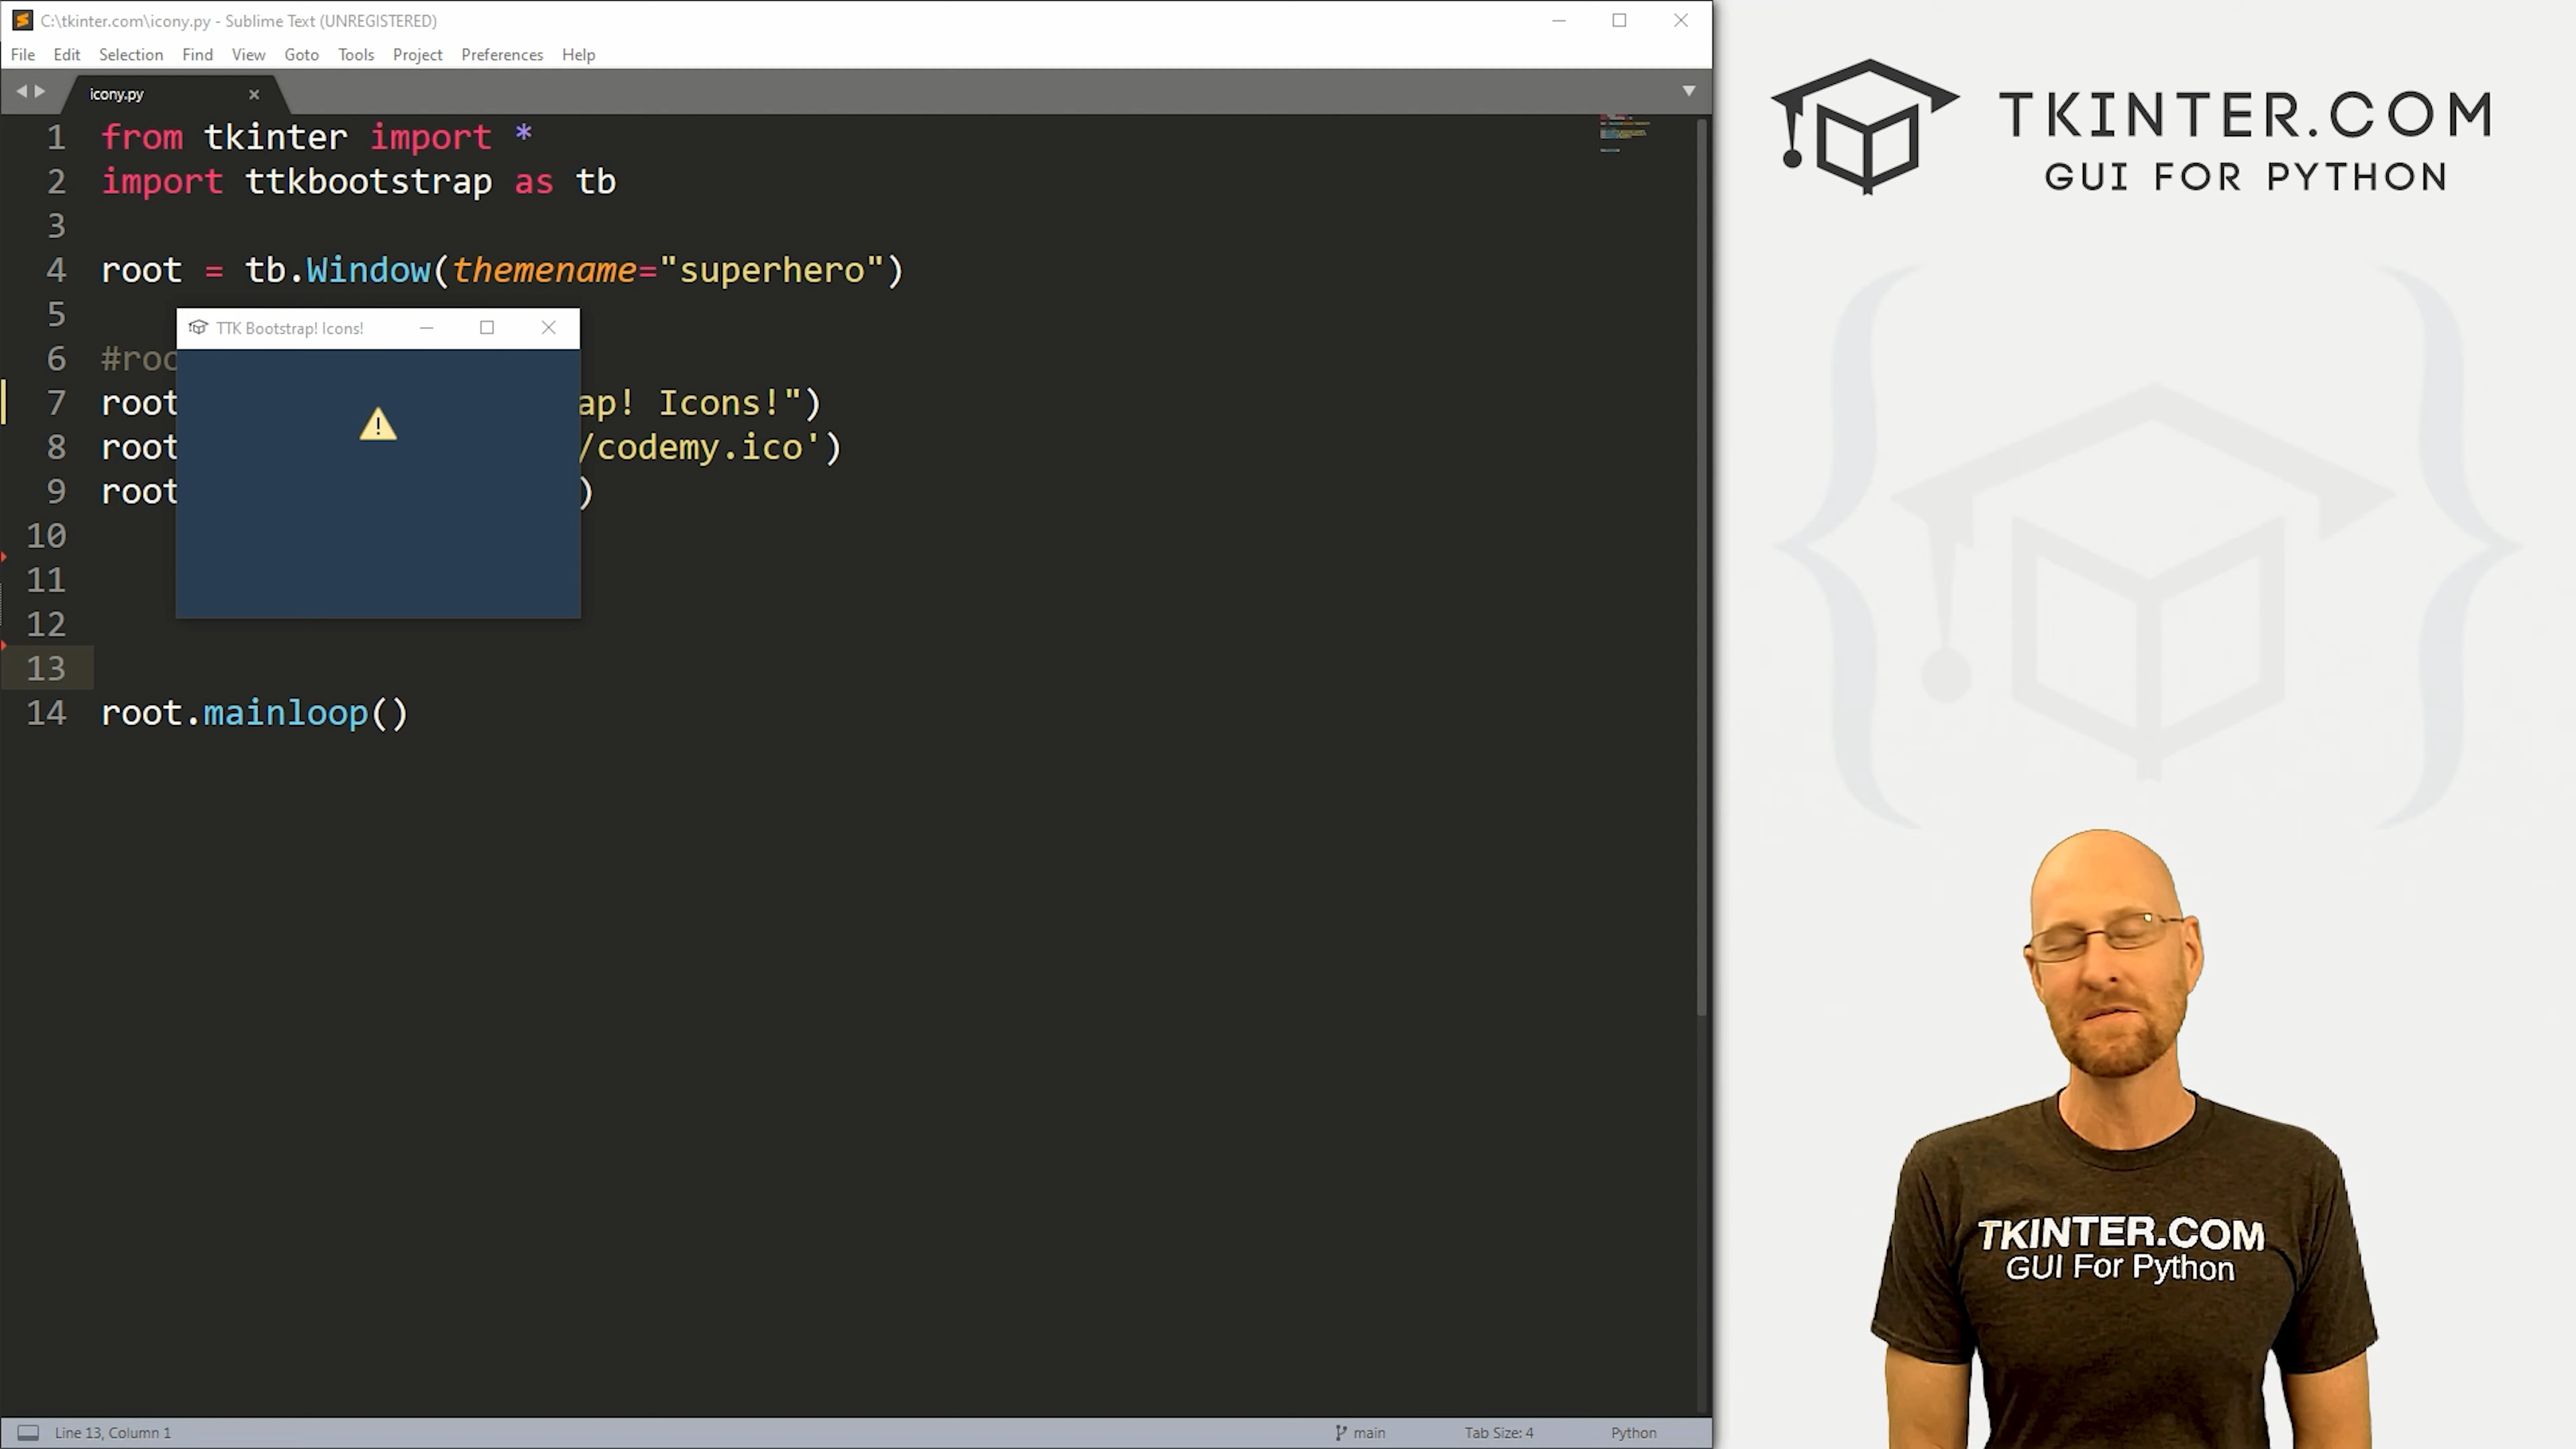 C:\tkinter.com\icony.py - Sublime Text (UNREGISTERED)
File Edit Selection Find View Goto Tools Project Preferences Help
icony.py
1 from tkinter import *
2 import ttkbootstrap as tb
3
4 root = tb.Window(themename="superhero")
5
TTK Bootstrap! Icons!
6 #roo
7 root ap! Icons!")
8 root /codemy.ico')
9 root )
10
11
12
13
14 root.mainloop()
Line 13, Column 1 main Tab Size: 4 Python
TKINTER.COM
GUI FOR PYTHON
TKINTER.COM
GUI For Python